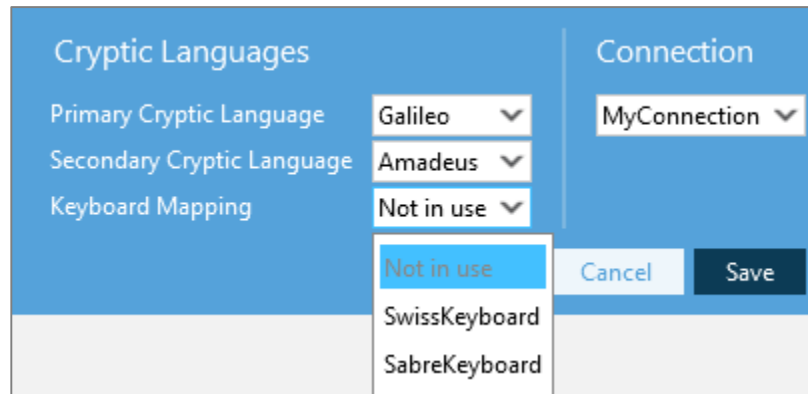 Cryptic Languages
Connection
Primary Cryptic Language Galileo
MyConnection
Secondary Cryptic Language Amadeus
Keyboard Mapping Not in use
Not in use
Cancel
Save
SwissKeyboard
SabreKeyboard